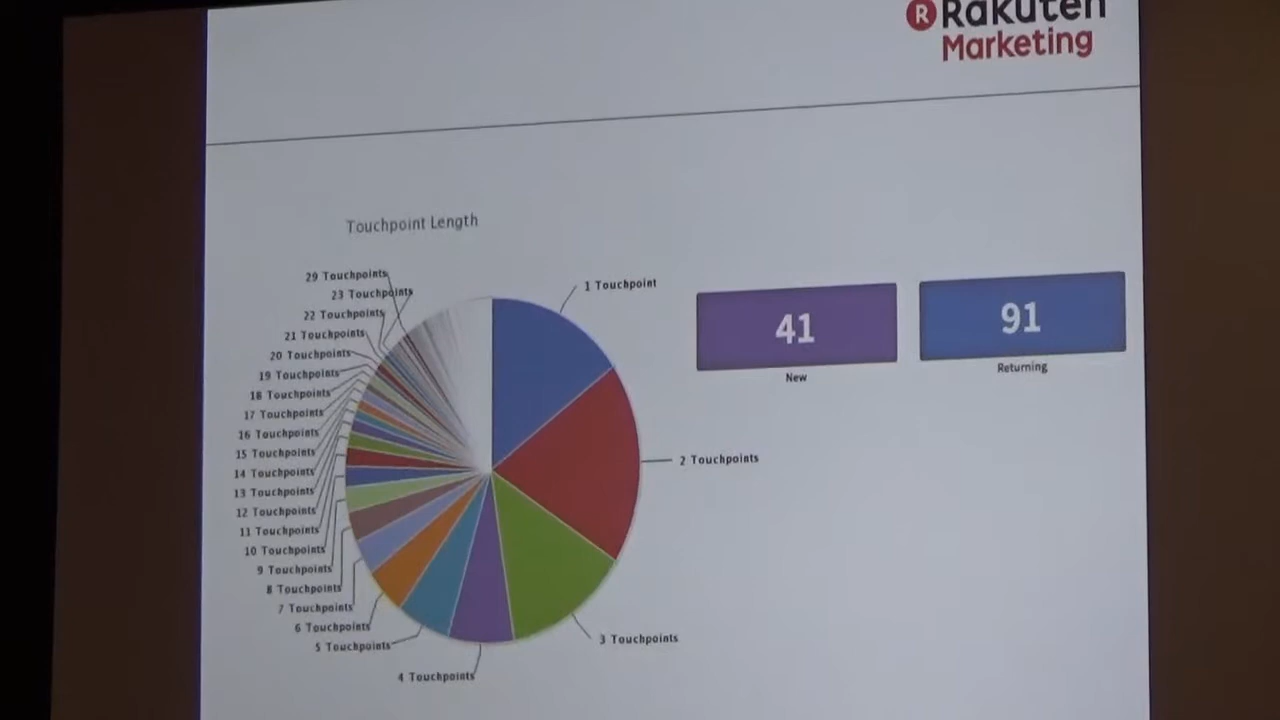 R Rakuten
Marketing
Touchpoint Length
29 Touchpoints
23 Touchpoints
22 Touchpoints
21 Touchpoints
20 Touchpoints
19 Touchpoints
18 Touchpoints
17 Touchpoints
16 Touchpoints
15 Touchpoints
14 Touchpoints
13 Touchpoints
12 Touchpoints
11 Touchpoints
10 Touchpoints
9 Touchpoints
8 Touchpoints
7 Touchpoints
6 Touchpoints
5 Touchpoints
4 Touchpoints
1 Touchpoint
2 Touchpoints
3 Touchpoints
41
New
91
Returning